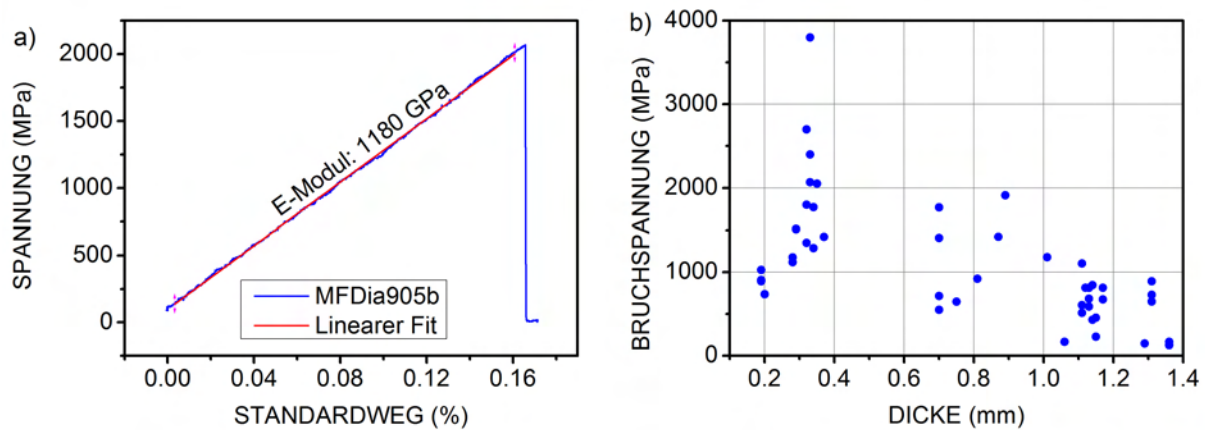 a)
SPANNUNG (MPa)
2000
1500
1000
500
0
E-Modul: 1180 GPa
MFDia905b
Linearer Fit
0.00 0.04 0.08 0.12 0.16
STANDARDWEG (%)
b)
BRUCHSPANNUNG (MPa)
4000
3000
2000
1000
0
0.2 0.4 0.6 0.8 1.0 1.2 1.4
DICKE (mm)